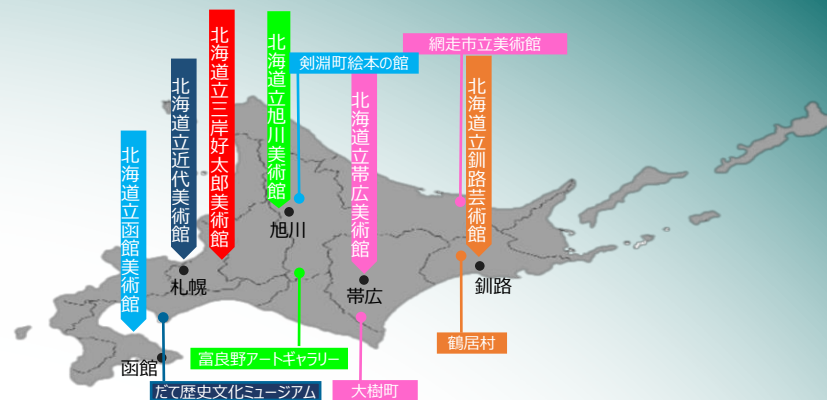 北海道立函館美術館
北海道立近代美術館
北海道立三岸好太郎美術館
北海道立旭川美術館
剣淵町絵本の館
北海道立帯広美術館
網走市立美術館
北海道立釧路芸術館
旭川
札幌
帯広
釧路
函館
富良野アートギャラリー
鶴居村
だて歴史文化ミュージアム
大樹町